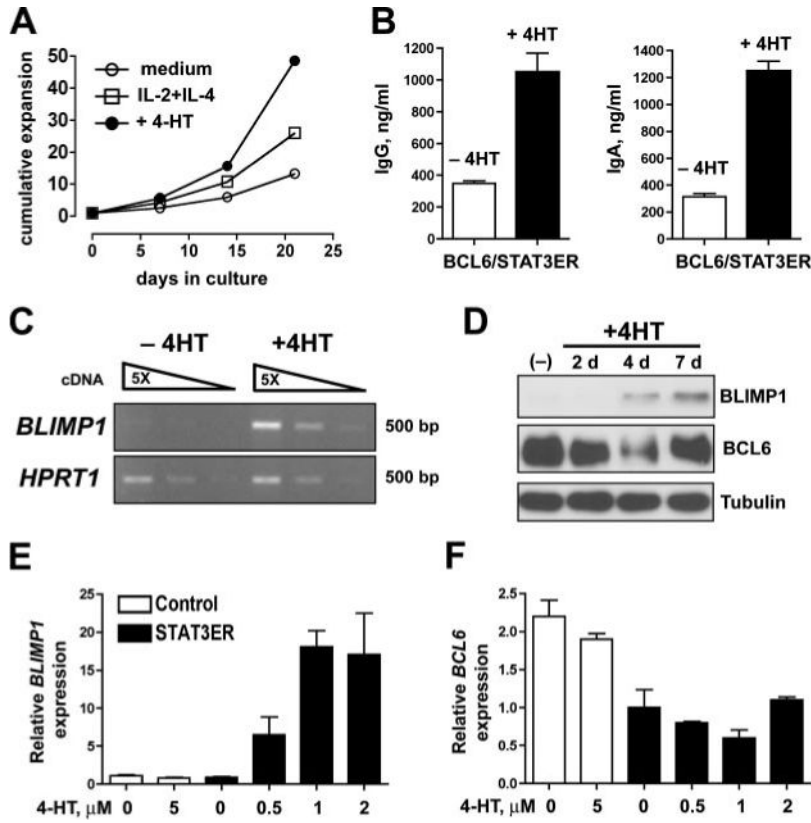 A
cumulative expansion
50
40
30
20
10
0
medium
IL-2+IL-4
+ 4-HT
0 5 10 15 20 25
days in culture
B
IgG, ng/ml
1200
1000
800
600
400
200
0
– 4HT
+ 4HT
BCL6/STAT3ER
IgA, ng/ml
1400
1200
1000
800
600
400
200
0
– 4HT
+ 4HT
BCL6/STAT3ER
C
– 4HT +4HT
cDNA 5X 5X
BLIMP1 500 bp
HPRT1 500 bp
D
+4HT
(–) 2 d 4 d 7 d
BLIMP1
BCL6
Tubulin
E
Relative BLIMP1
expression
25
20
15
10
5
0
Control
STAT3ER
4-HT, μM 0 5 0 0.5 1 2
F
Relative BCL6
expression
2.5
2.0
1.5
1.0
0.5
0.0
4-HT, μM 0 5 0 0.5 1 2